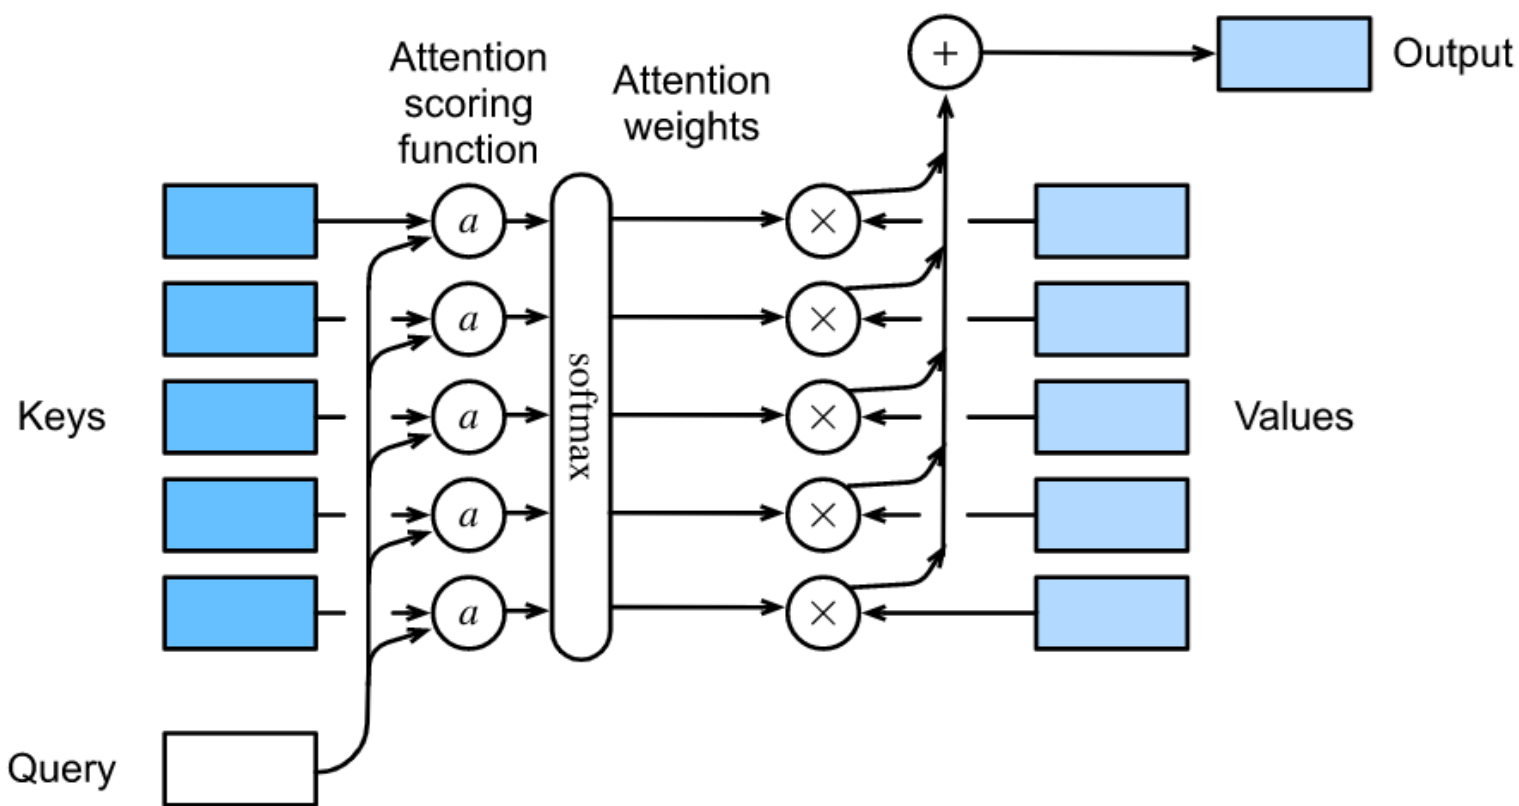 Attention
scoring
function
Attention
weights
+
Output
a
×
a
×
a
×
a
×
a
×
softmax
Keys
Values
Query